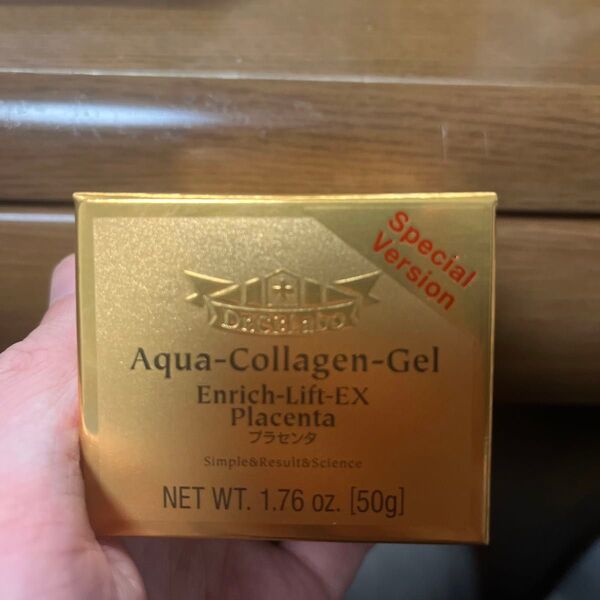 Special
Version
Dr.Ci:Labo
Aqua-Collagen-Gel
Enrich-Lift-EX
Placenta
プラセンタ
Simple&Result&Science
NET WT. 1.76 oz. [50g]